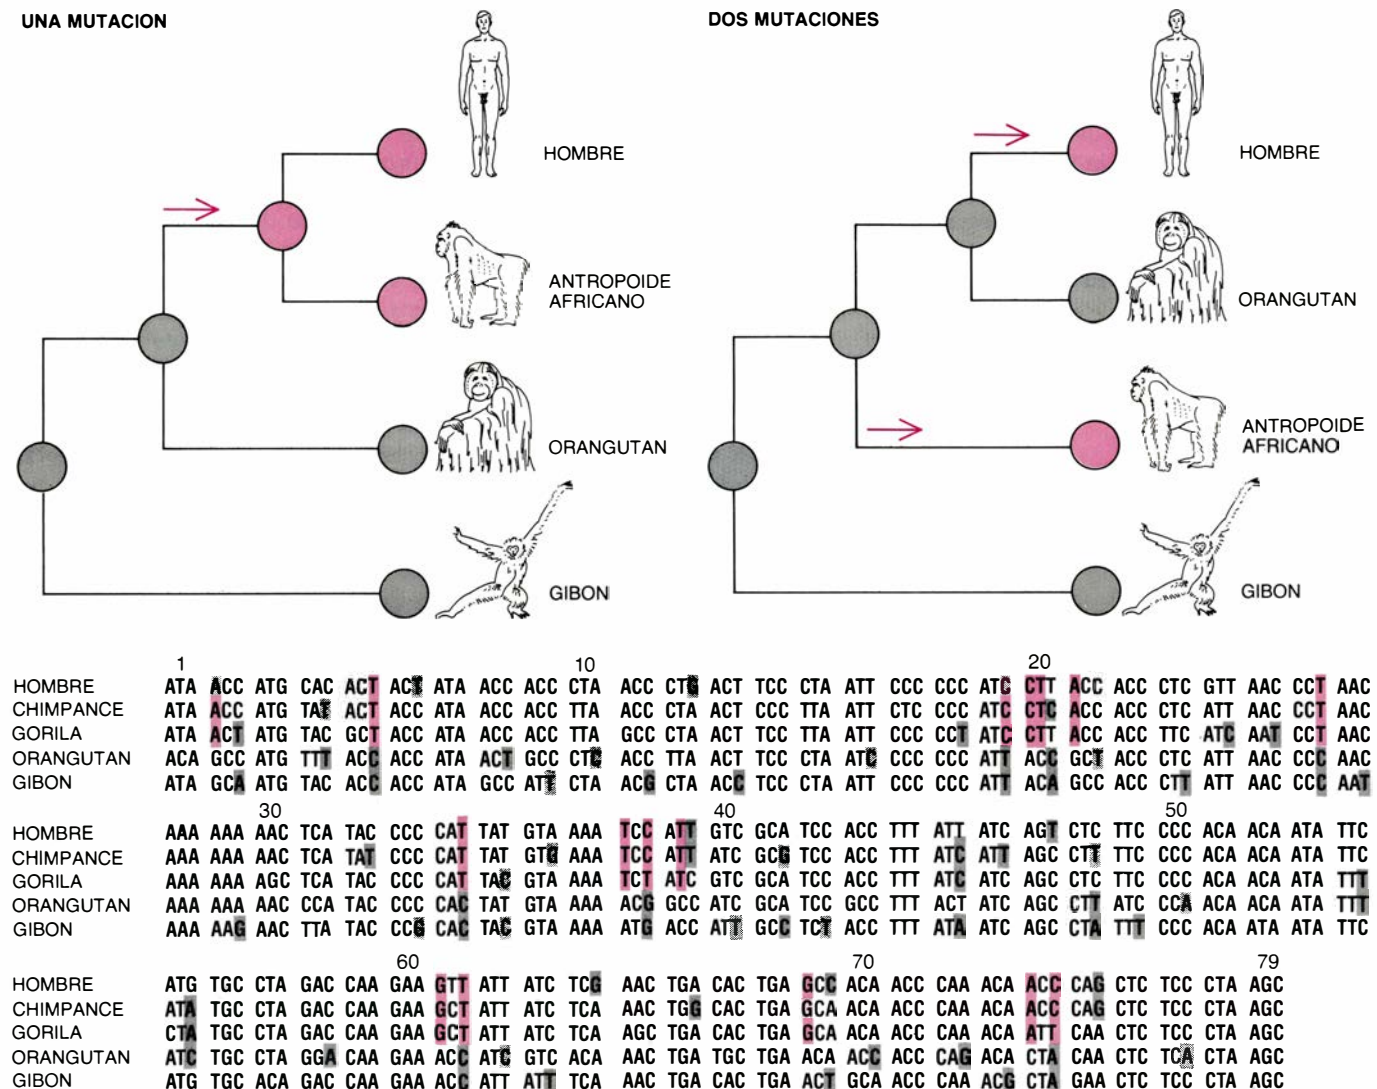 UNA MUTACION
DOS MUTACIONES
HOMBRE
ANTROPOIDE
AFRICANO
ORANGUTAN
GIBON
HOMBRE
ORANGUTAN
ANTROPOIDE
AFRICANO
GIBON
1 10 20
HOMBRE ATA ACC ATG CAC ACT ACT ATA ACC ACC CTA ACC CTG ACT TCC CTA ATT CCC CCC ATC CTT ACC ACC CTC GTT AAC CCT AAC
CHIMPANCE ATA ACC ATG TAT ACT ACC ATA ACC ACC TTA ACC CTA ACT CCC TTA ATT CTC CCC ATC CTC ACC ACC CTC ATT AAC CCT AAC
GORILA ATA ACT ATG TAC GCT ACC ATA ACC ACC TTA GCC CTA ACT TCC TTA ATT CCC CCT ATC CTT ACC ACC TTC ATC AAT CCT AAC
ORANGUTAN ACA GCC ATG TTT ACC ACC ATA ACT GCC CTC ACC TTA ACT TCC CTA ATC CCC CCC ATT ACC GCT ACC CTC ATT AAC CCC AAC
GIBON ATA GCA ATG TAC ACC ACC ATA GCC ATT CTA ACG CTA ACC TCC CTA ATT CCC CCC ATT ACA GCC ACC CTT ATT AAC CCC AAT
30 40 50
HOMBRE AAA AAA AAC TCA TAC CCC CAT TAT GTA AAA TCC ATT GTC GCA TCC ACC TTT ATT ATC AGT CTC TTC CCC ACA ACA ATA TTC
CHIMPANCE AAA AAA AAC TCA TAT CCC CAT TAT GTG AAA TCC ATT ATC GCG TCC ACC TTT ATC ATT AGC CTT TTC CCC ACA ACA ATA TTC
GORILA AAA AAA AGC TCA TAC CCC CAT TAC GTA AAA TCT ATC GTC GCA TCC ACC TTT ATC ATC AGC CTC TTC CCC ACA ACA ATA TTT
ORANGUTAN AAA AAA AAC CCA TAC CCC CAC TAT GTA AAA ACG GCC ATC GCA TCC GCC TTT ACT ATC AGC CTT ATC CCA ACA ACA ATA TTT
GIBON AAA AAG AAC TTA TAC CCG CAC TAC GTA AAA ATG ACC ATT GCC TCT ACC TTT ATA ATC AGC CTA TTT CCC ACA ATA ATA TTC
60 70 79
HOMBRE ATG TGC CTA GAC CAA GAA GTT ATT ATC TCG AAC TGA CAC TGA GCC ACA ACC CAA ACA ACC CAG CTC TCC CTA AGC
CHIMPANCE ATA TGC CTA GAC CAA GAA GCT ATT ATC TCA AAC TGG CAC TGA GCA ACA ACC CAA ACA ACC CAG CTC TCC CTA AGC
GORILA CTA TGC CTA GAC CAA GAA GCT ATT ATC TCA AGC TGA CAC TGA GCA ACA ACC CAA ACA ATT CAA CTC TCC CTA AGC
ORANGUTAN ATC TGC CTA GGA CAA GAA ACC ATC GTC ACA AAC TGA TGC TGA ACA ACC ACC CAG ACA CTA CAA CTC TCA CTA AGC
GIBON ATG TGC ACA GAC CAA GAA ACC ATT ATT TCA AAC TGA CAC TGA ACT GCA ACC CAA ACG CTA GAA CTC TCC CTA AGC